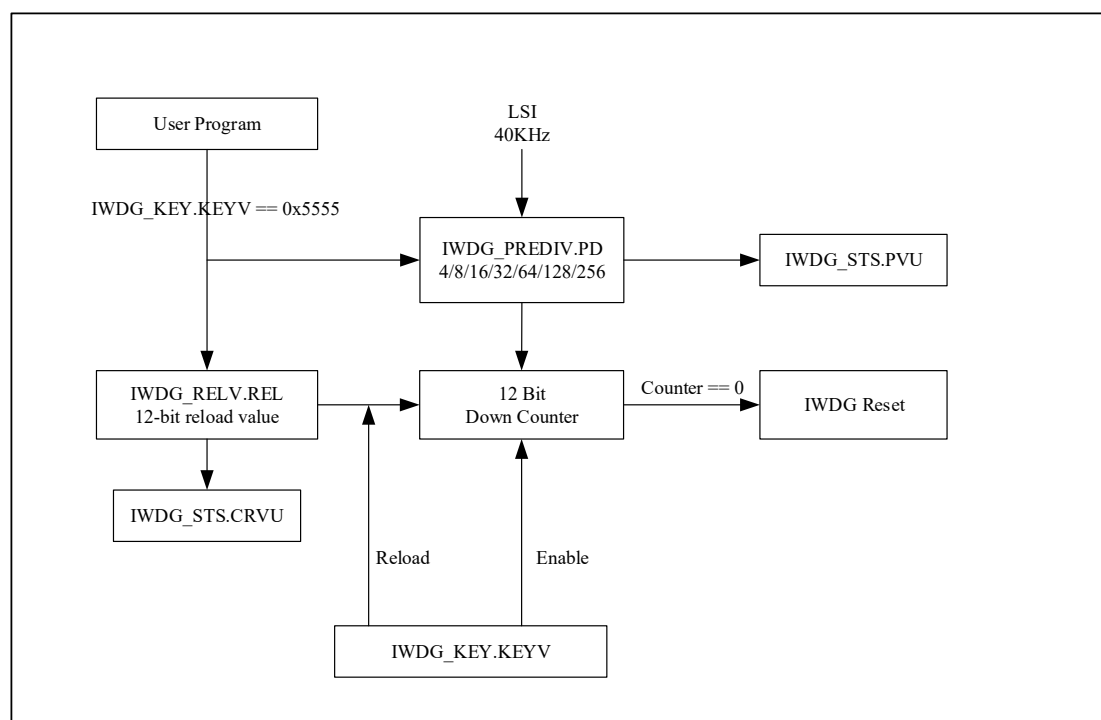 User Program
LSI
40KHz
IWDG_KEY.KEYV == 0x5555
IWDG_PREDIV.PD
4/8/16/32/64/128/256
IWDG_STS.PVU
IWDG_RELV.REL
12-bit reload value
12 Bit
Down Counter
Counter == 0
IWDG Reset
IWDG_STS.CRVU
Reload
Enable
IWDG_KEY.KEYV